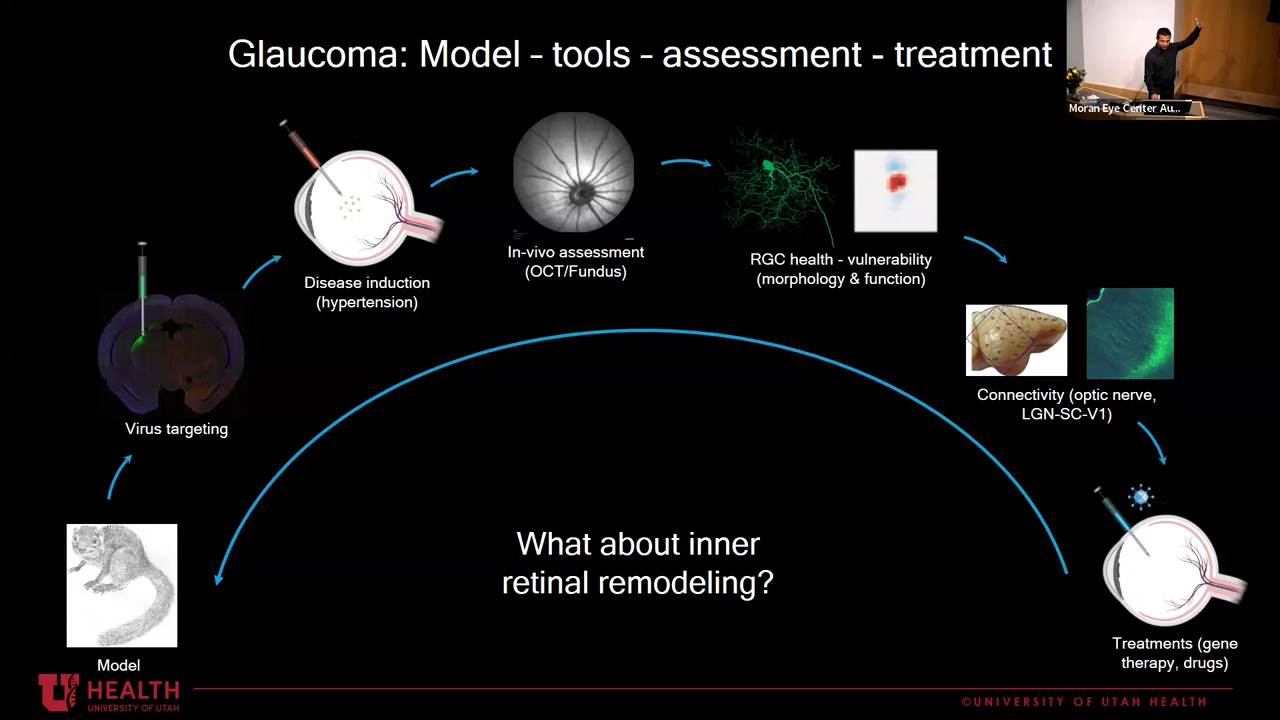 Glaucoma: Model - tools - assessment - treatment
Moran Eye Center Au...
In-vivo assessment
(OCT/Fundus)
RGC health - vulnerability
(morphology & function)
Disease induction
(hypertension)
Connectivity (optic nerve,
LGN-SC-V1)
Virus targeting
What about inner
retinal remodeling?
Treatments (gene
therapy, drugs)
Model
U HEALTH
UNIVERSITY OF UTAH
©UNIVERSITY OF UTAH HEALTH